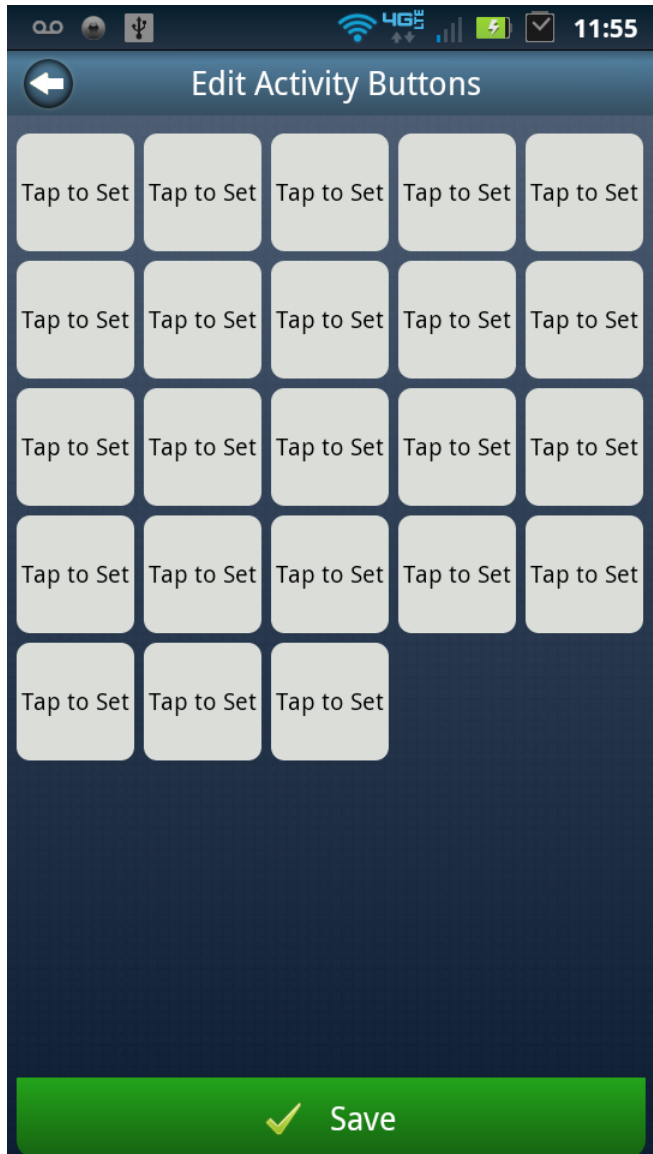 4G LTE 11:55
Edit Activity Buttons
Tap to Set Tap to Set Tap to Set Tap to Set Tap to Set
Tap to Set Tap to Set Tap to Set Tap to Set Tap to Set
Tap to Set Tap to Set Tap to Set Tap to Set Tap to Set
Tap to Set Tap to Set Tap to Set Tap to Set Tap to Set
Tap to Set Tap to Set Tap to Set
Save